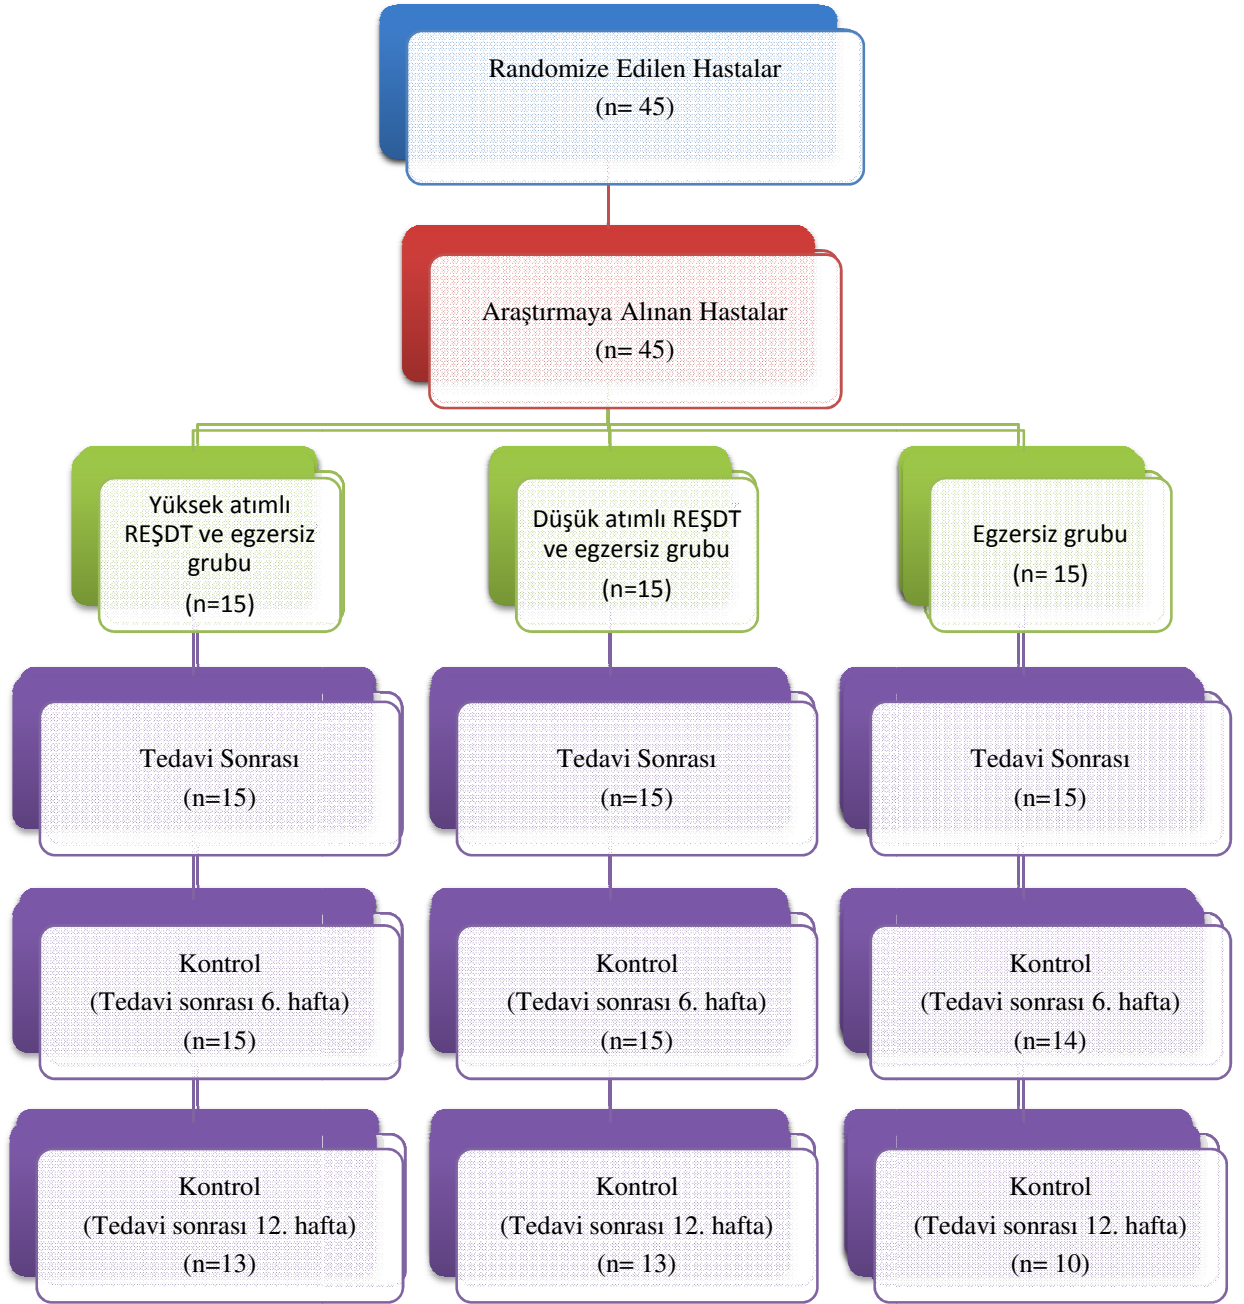 Randomize Edilen Hastalar
(n= 45)
Araştırmaya Alınan Hastalar
(n= 45)
Yüksek atımlı
REŞDT ve egzersiz
grubu
(n=15)
Düşük atımlı REŞDT
ve egzersiz grubu
(n=15)
Egzersiz grubu
(n= 15)
Tedavi Sonrası
(n=15)
Tedavi Sonrası
(n=15)
Tedavi Sonrası
(n=15)
Kontrol
(Tedavi sonrası 6. hafta)
(n=15)
Kontrol
(Tedavi sonrası 6. hafta)
(n=15)
Kontrol
(Tedavi sonrası 6. hafta)
(n=14)
Kontrol
(Tedavi sonrası 12. hafta)
(n=13)
Kontrol
(Tedavi sonrası 12. hafta)
(n= 13)
Kontrol
(Tedavi sonrası 12. hafta)
(n= 10)